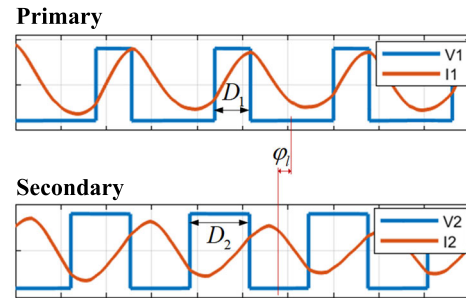 Primary
V1
I1
D₁
φₗ
Secondary
V2
I2
D₂